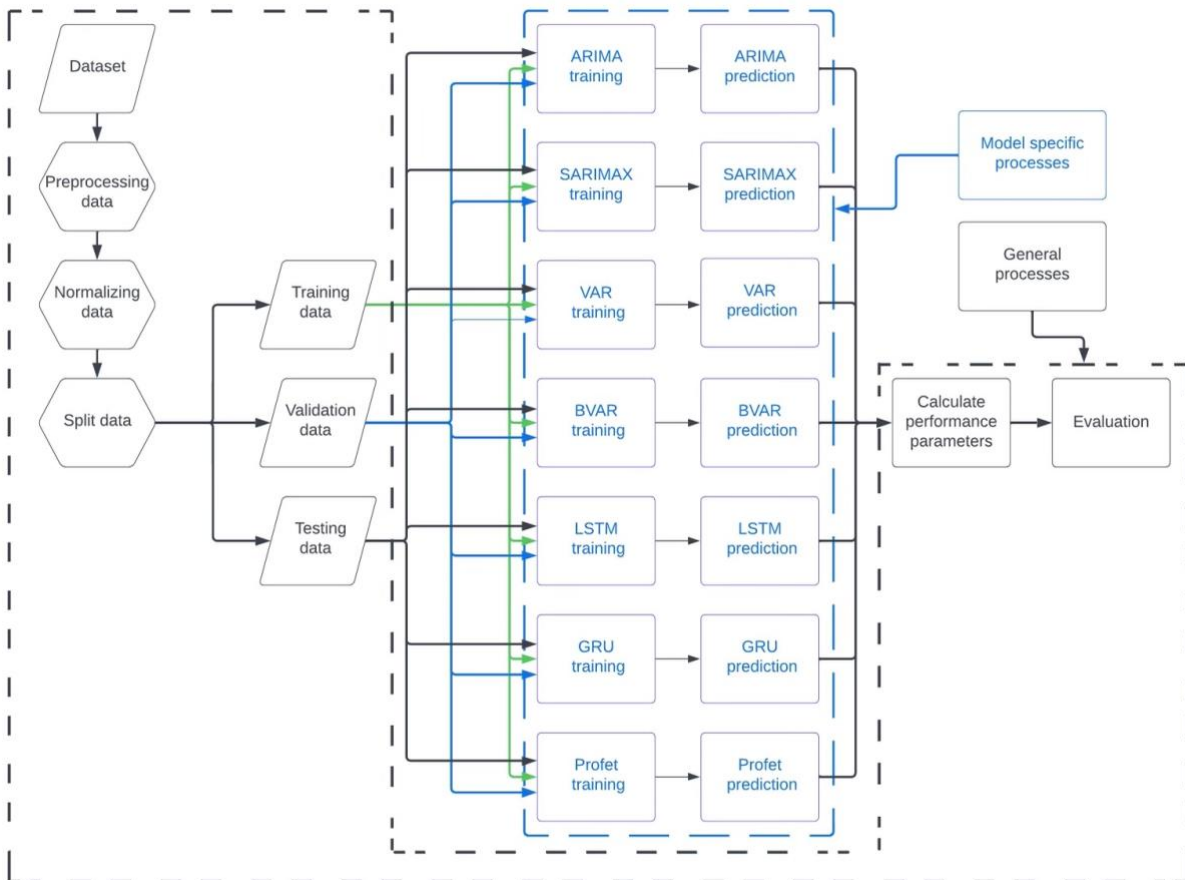 Dataset
Preprocessing
data
Normalizing
data
Split data
Training
data
Validation
data
Testing
data
ARIMA
training
ARIMA
prediction
SARIMAX
training
SARIMAX
prediction
VAR
training
VAR
prediction
BVAR
training
BVAR
prediction
LSTM
training
LSTM
prediction
GRU
training
GRU
prediction
Profet
training
Profet
prediction
Model specific
processes
General
processes
Calculate
performance
parameters
Evaluation